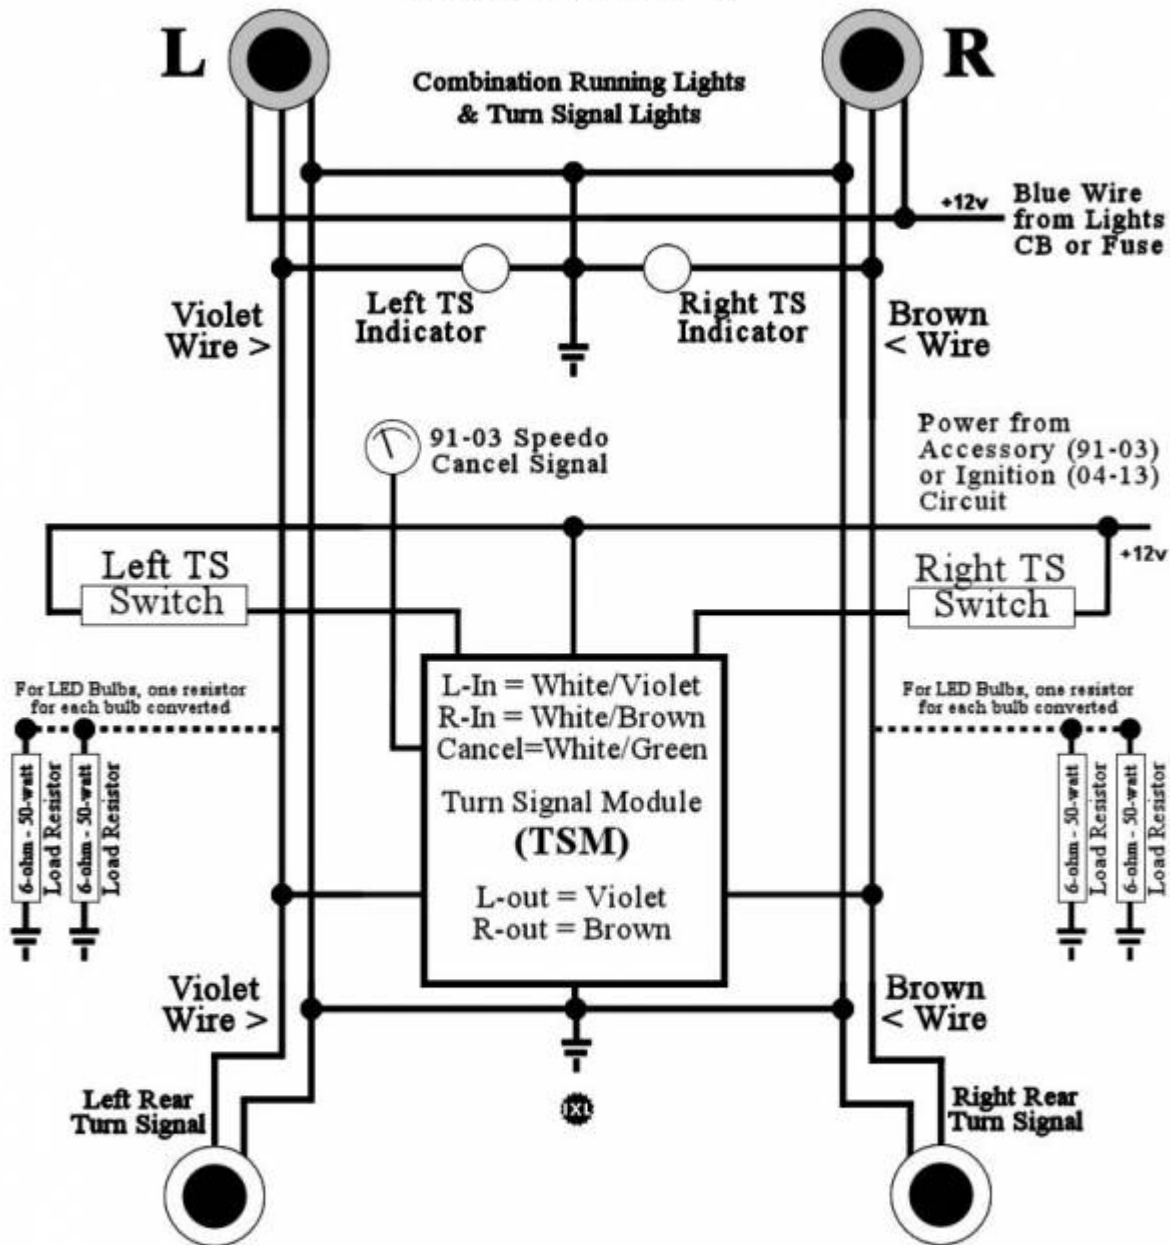 L
R
Combination Running Lights
& Turn Signal Lights
+12v
Blue Wire
from Lights
CB or Fuse
Left TS
Indicator
Right TS
Indicator
Violet
Wire >
Brown
< Wire
91-03 Speedo
Cancel Signal
Power from
Accessory (91-03)
or Ignition (04-13)
Circuit
+12v
Left TS
Switch
Right TS
Switch
For LED Bulbs, one resistor
for each bulb converted
For LED Bulbs, one resistor
for each bulb converted
L-In = White/Violet
R-In = White/Brown
Cancel=White/Green
Turn Signal Module
(TSM)
L-out = Violet
R-out = Brown
6-ohm - 50-watt
Load Resistor
6-ohm - 50-watt
Load Resistor
6-ohm - 50-watt
Load Resistor
6-ohm - 50-watt
Load Resistor
Violet
Wire >
Brown
< Wire
IXL
Left Rear
Turn Signal
Right Rear
Turn Signal